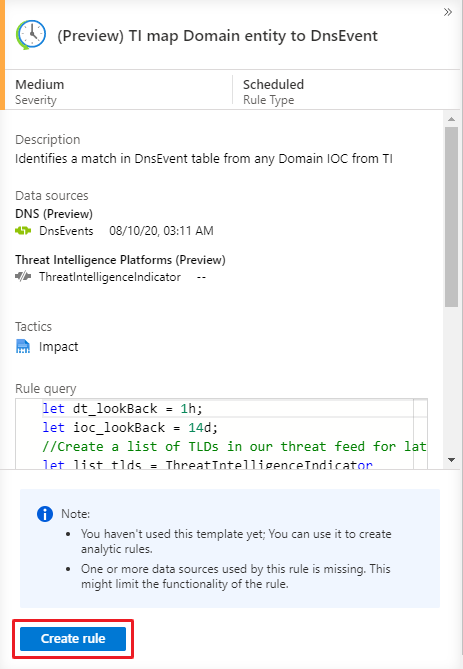 »
(Preview) TI map Domain entity to DnsEvent
Medium
Severity
Scheduled
Rule Type
Description
Identifies a match in DnsEvent table from any Domain IOC from TI
Data sources
DNS (Preview)
DnsEvents 08/10/20, 03:11 AM
Threat Intelligence Platforms (Preview)
ThreatIntelligenceIndicator --
Tactics
Impact
Rule query
let dt_lookBack = 1h;
let ioc_lookBack = 14d;
//Create a list of TLDs in our threat feed for lat
let list_tlds = ThreatIntelligenceIndicator
Note:
• You haven't used this template yet; You can use it to create
analytic rules.
• One or more data sources used by this rule is missing. This
might limit the functionality of the rule.
Create rule